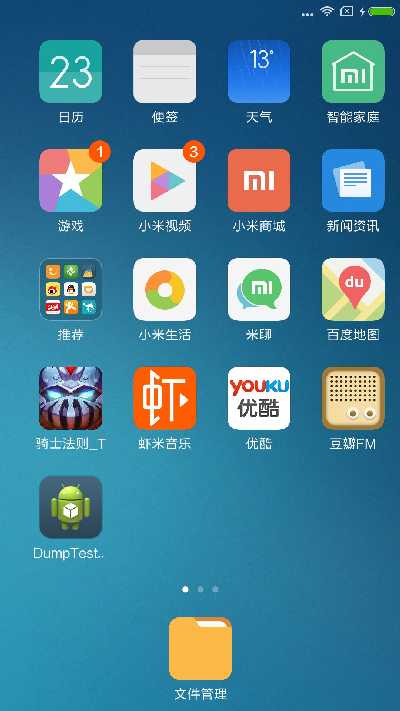 23
13°
日历
便签
天气
智能家庭
1
3
游戏
小米视频
小米商城
新闻资讯
du
推荐
小米生活
米聊
百度地图
虾
YOUKU
优酷
骑士法则_T
虾米音乐
优酷
豆瓣FM
DumpTest..
文件管理